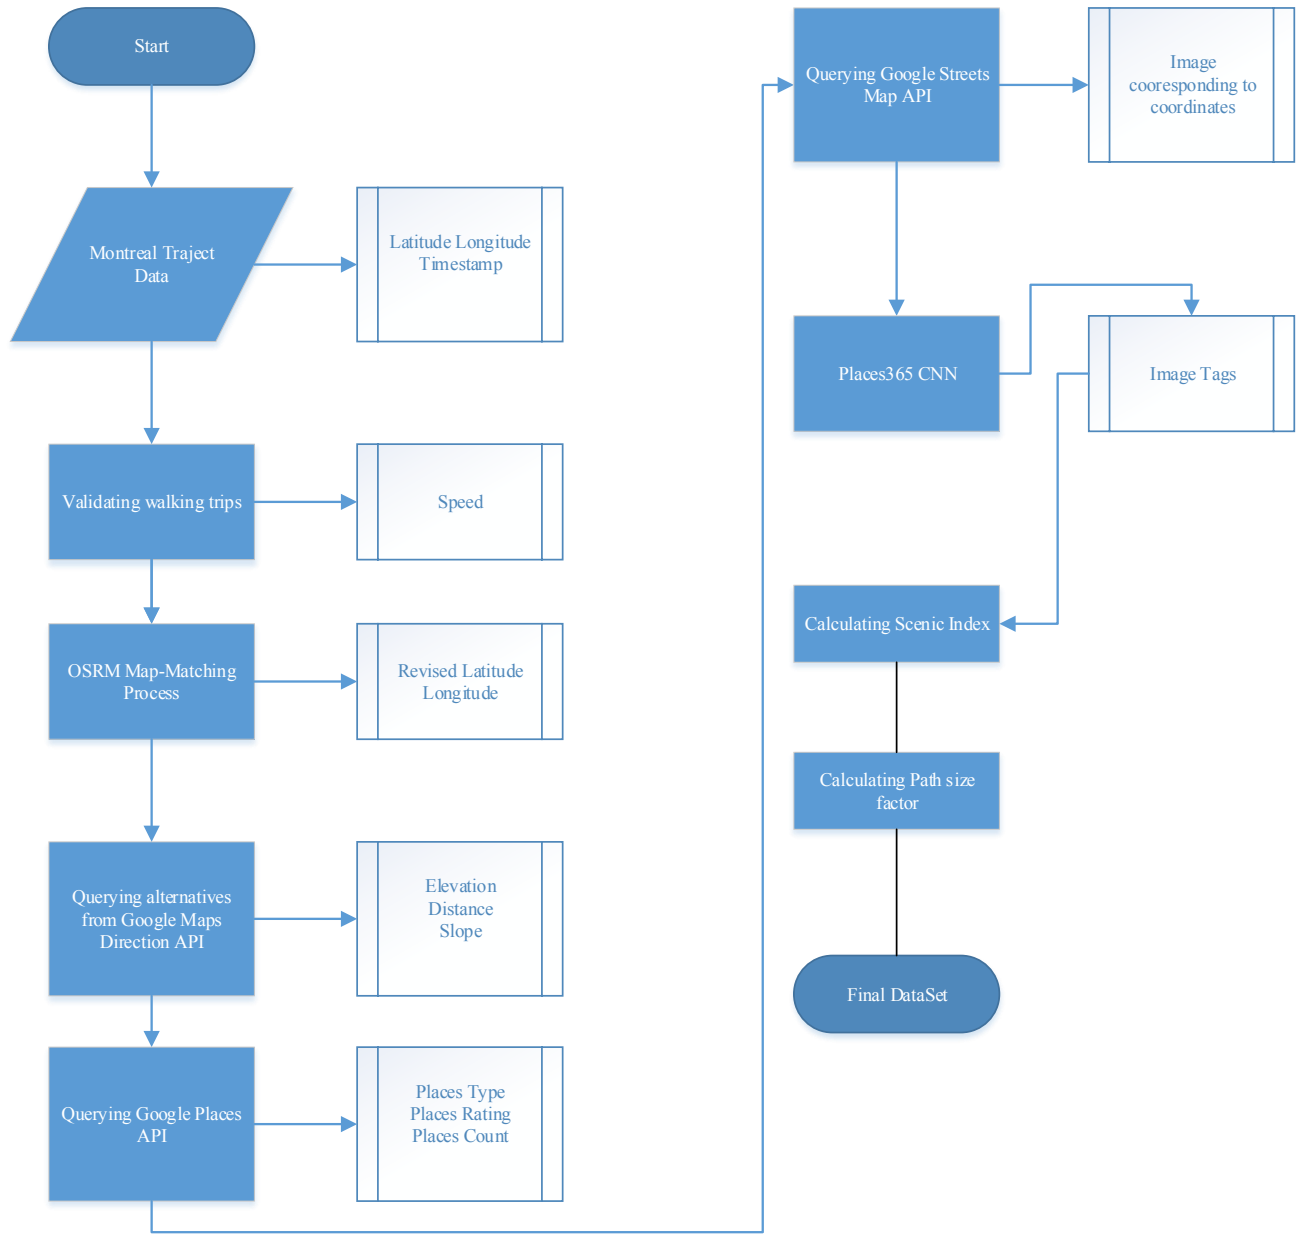 Start
Montreal Traject
Data
Latitude Longitude
Timestamp
Validating walking trips
Speed
OSRM Map-Matching
Process
Revised Latitude
Longitude
Querying alternatives
from Google Maps
Direction API
Elevation
Distance
Slope
Querying Google Places
API
Places Type
Places Rating
Places Count
Querying Google Streets
Map API
Image
cooresponding to
coordinates
Places365 CNN
Image Tags
Calculating Scenic Index
Calculating Path size
factor
Final DataSet